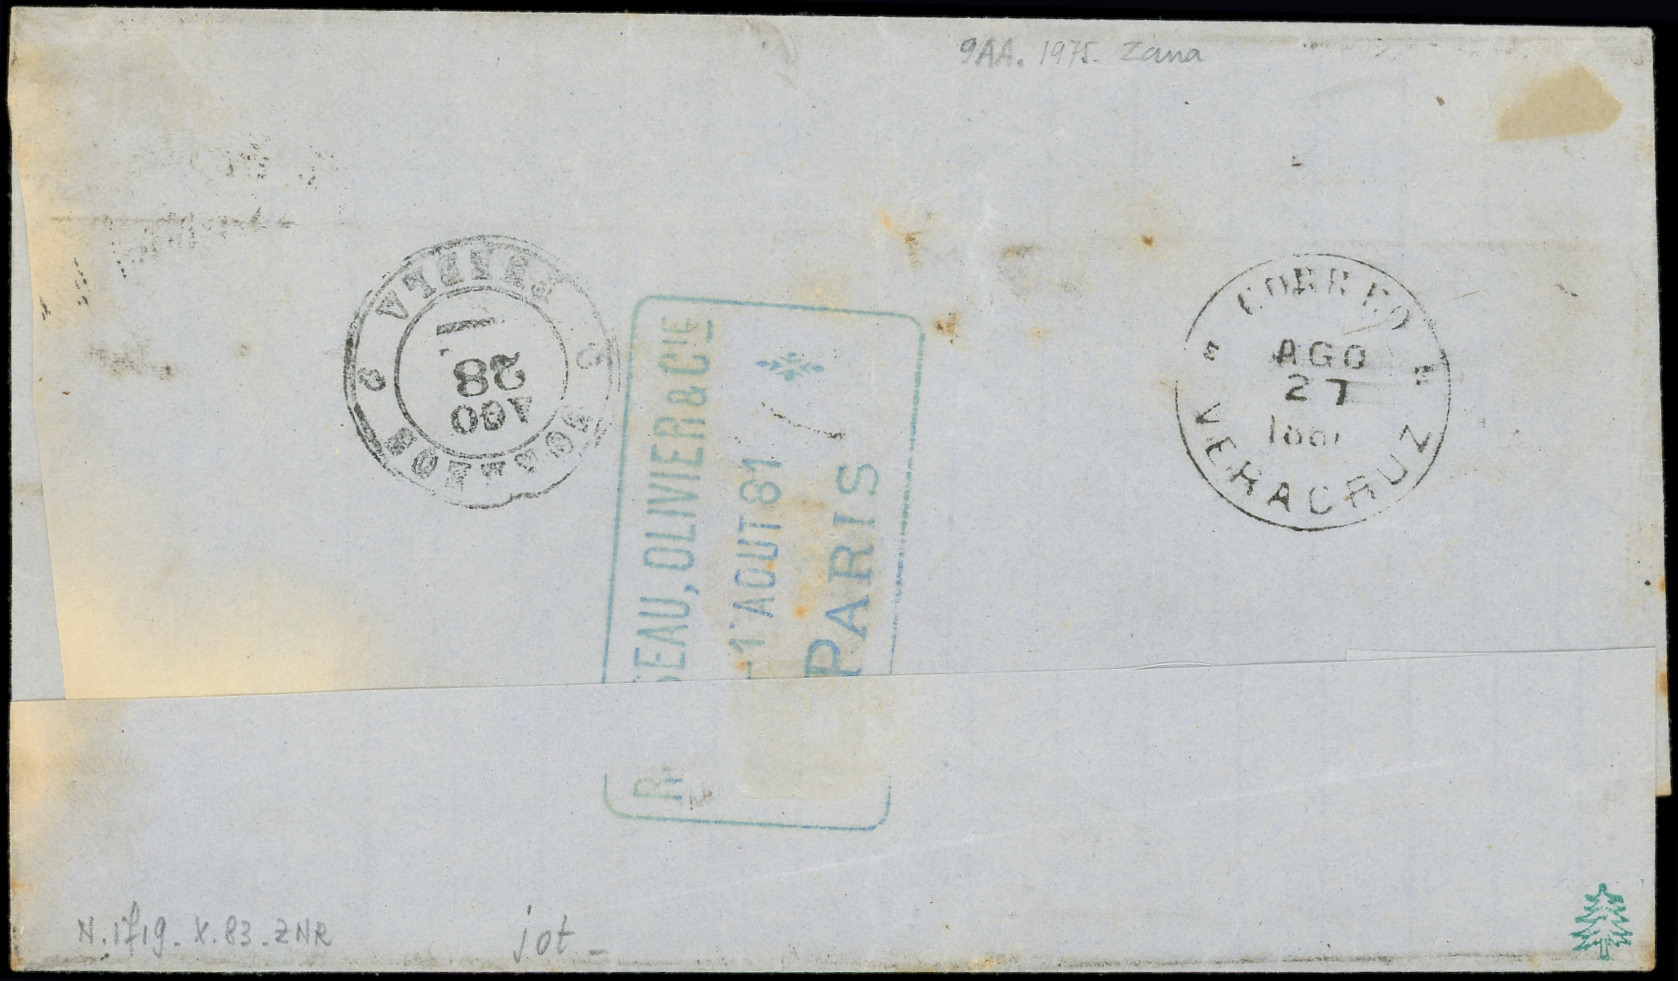 9AA. 1975. Zana
CORREO
AGO
27
VERACRUZ
AGO
28
SEAU, OLIVIER & CIE
-1 AOUT 81
PARIS
R
N. 1719 - X. 83 - ZNR
jot -